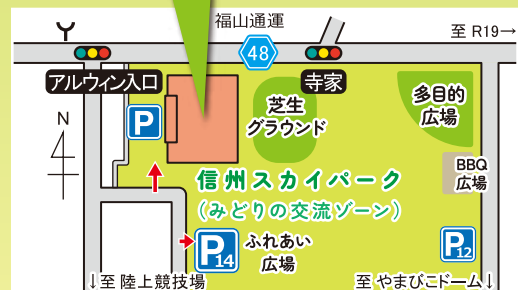 福山通運
48
至 R19→
アルウィン入口
寺家
N
P
芝生
グラウンド
多目的
広場
BBQ
広場
信州スカイパーク
(みどりの交流ゾーン)
P14
ふれあい
広場
P12
↓至 陸上競技場
至 やまびこドーム↓